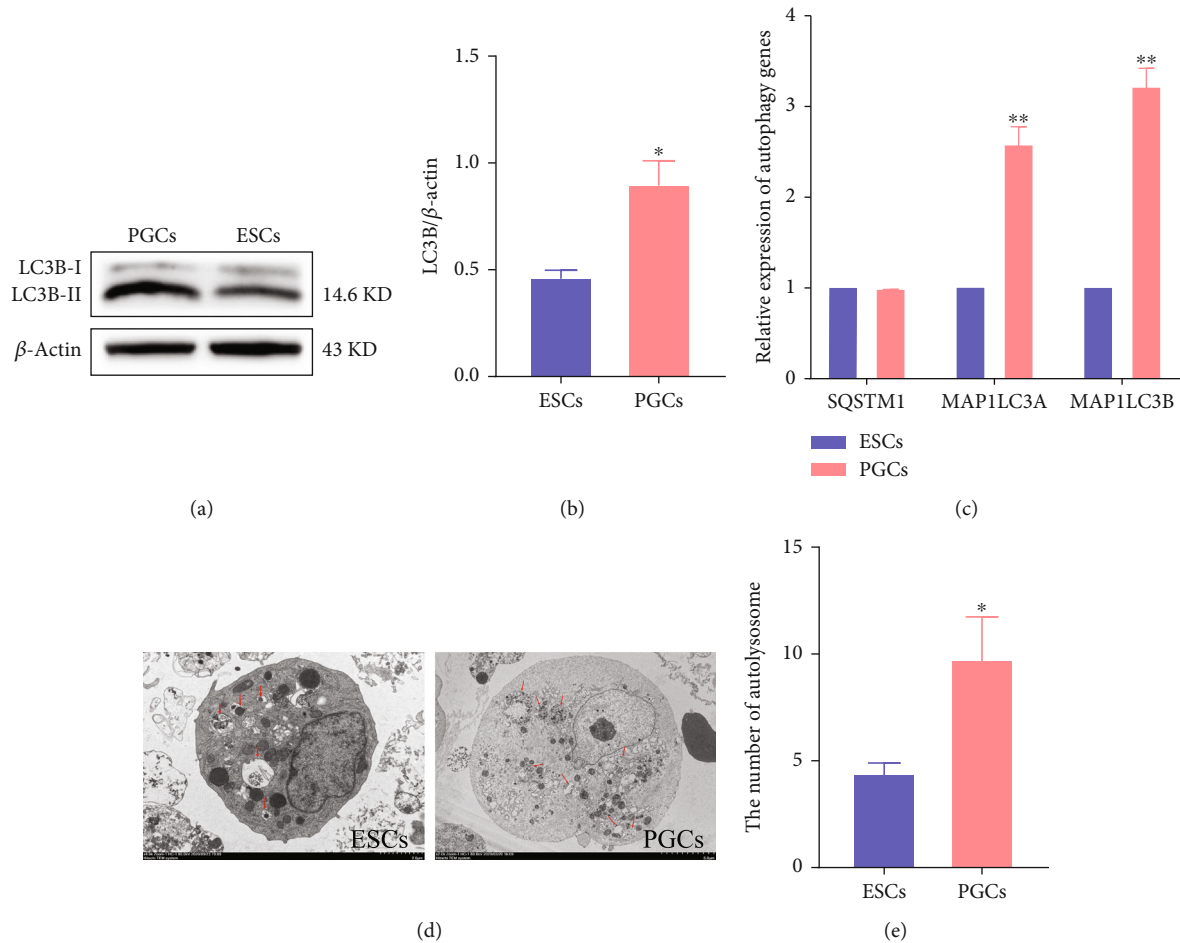 PGCs ESCs
LC3B-I
LC3B-II 14.6 KD
β-Actin 43 KD
(a)
LC3B/β-actin
1.5
1.0
0.5
0.0
*
ESCs PGCs
(b)
Relative expression of autophagy genes
4
3
2
1
0
** **
SQSTM1 MAP1LC3A MAP1LC3B
ESCs
PGCs
(c)
ESCs PGCs
(d)
The number of autolysosome
15
10
5
0
*
ESCs PGCs
(e)